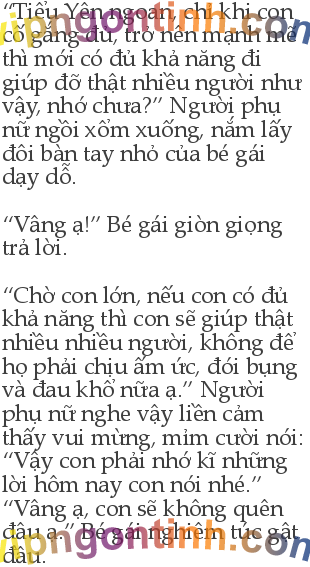 “Tiểu Yên ngoan, chỉ khi con
cố gắng đủ, trở nên mạnh mẽ
thì mới có đủ khả năng đi
giúp đỡ thật nhiều người như
vậy, nhớ chưa?” Người phụ
nữ ngồi xổm xuống, nắm lấy
đôi bàn tay nhỏ của bé gái
dạy dỗ.
“Vâng ạ!” Bé gái giòn giọng
trả lời.
“Chờ con lớn, nếu con có đủ
khả năng thì con sẽ giúp thật
nhiều nhiều người, không để
họ phải chịu ấm ức, đói bụng
và đau khổ nữa ạ.” Người
phụ nữ nghe vậy liền cảm
thấy vui mừng, mỉm cười nói:
“Vậy con phải nhớ kĩ những
lời hôm nay con nói nhé.”
“Vâng ạ, con sẽ không quên
đâu ạ.” Bé gái nghiêm túc gật
đầu.
vipngontinh.com
vipngontinh.com